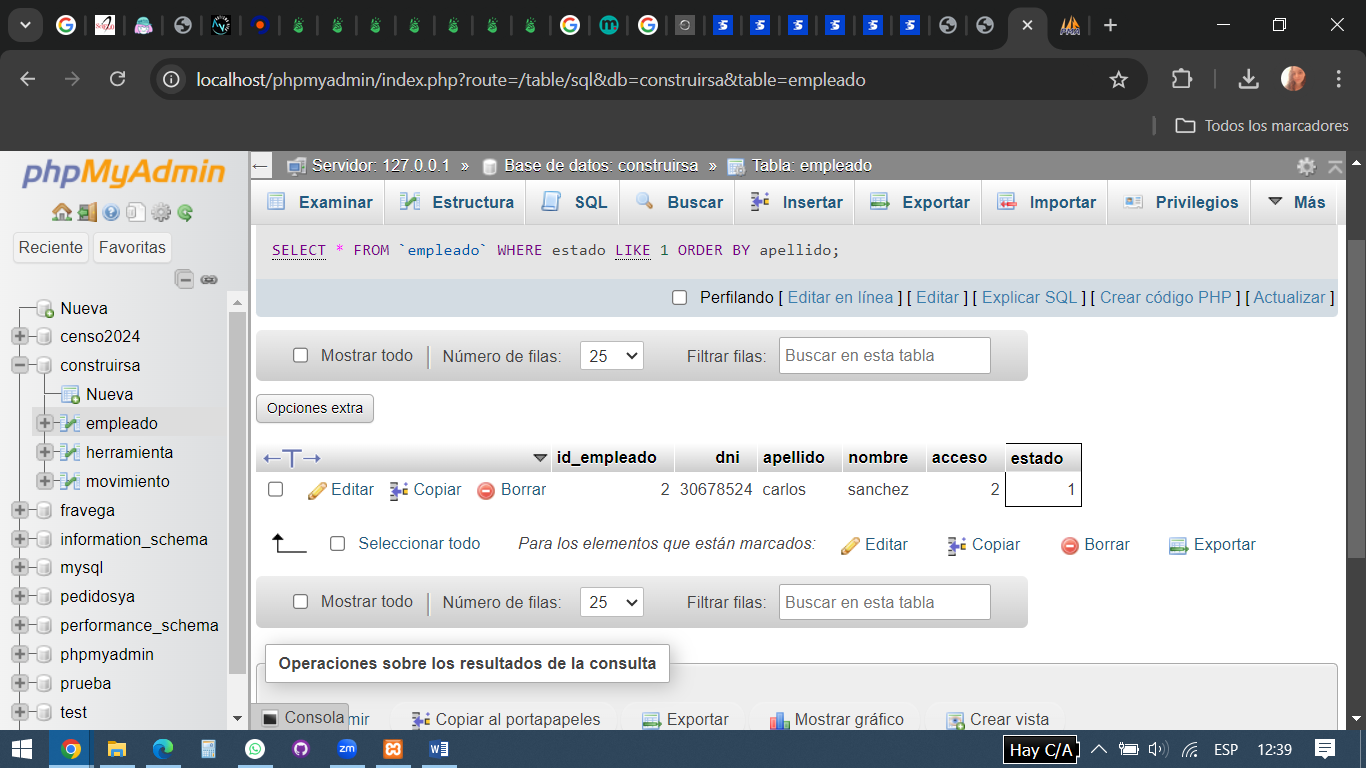 localhost/phpmyadmin/index.php?route=/table/sql&db=construirsa&table=empleado
Todos los marcadores
phpMyAdmin
Reciente Favoritas
Nueva
censo2024
construirsa
Nueva
empleado
herramienta
movimiento
fravega
information_schema
mysql
pedidosya
performance_schema
phpmyadmin
prueba
test
Servidor: 127.0.0.1 » Base de datos: construirsa » Tabla: empleado
Examinar Estructura SQL Buscar Insertar Exportar Importar Privilegios Más
SELECT * FROM `empleado` WHERE estado LIKE 1 ORDER BY apellido;
Perfilando [ Editar en línea ] [ Editar ] [ Explicar SQL ] [ Crear código PHP ] [ Actualizar ]
Mostrar todo Número de filas: 25 Filtrar filas: Buscar en esta tabla
Opciones extra
←T→ id_empleado dni apellido nombre acceso estado
Editar Copiar Borrar 2 30678524 carlos sanchez 2 1
Seleccionar todo Para los elementos que están marcados: Editar Copiar Borrar Exportar
Mostrar todo Número de filas: 25 Filtrar filas: Buscar en esta tabla
Operaciones sobre los resultados de la consulta
Consola mir Copiar al portapapeles Exportar Mostrar gráfico Crear vista
Hay C/A ESP 12:39